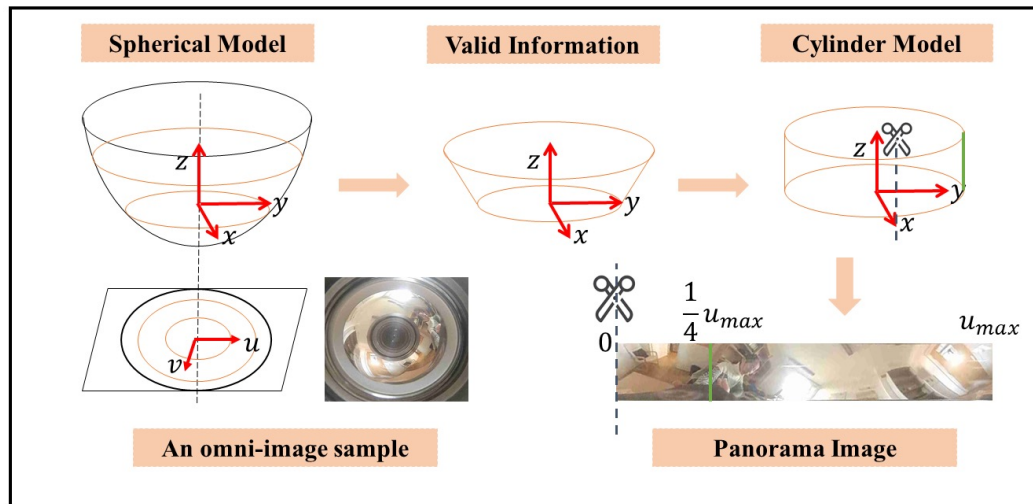 Spherical Model
Valid Information
Cylinder Model
z
y
x
z
y
x
z
y
x
u
v
0
1/4 u_max
u_max
An omni-image sample
Panorama Image